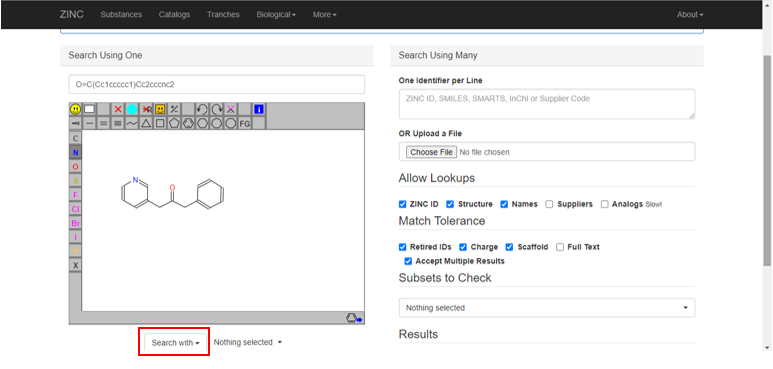 ZINC Substances Catalogs Tranches Biological More About
Search Using One
O=C(Cc1ccccc1)Cc2cccnc2
R
FG
C
N
O
S
F
Cl
Br
I
X
N
O
Search with Nothing selected
Search Using Many
One Identifier per Line
ZINC ID, SMILES, SMARTS, InChI or Supplier Code
OR Upload a File
Choose File No file chosen
Allow Lookups
ZINC ID Structure Names Suppliers Analogs Slow!
Match Tolerance
Retired IDs Charge Scaffold Full Text
Accept Multiple Results
Subsets to Check
Nothing selected
Results